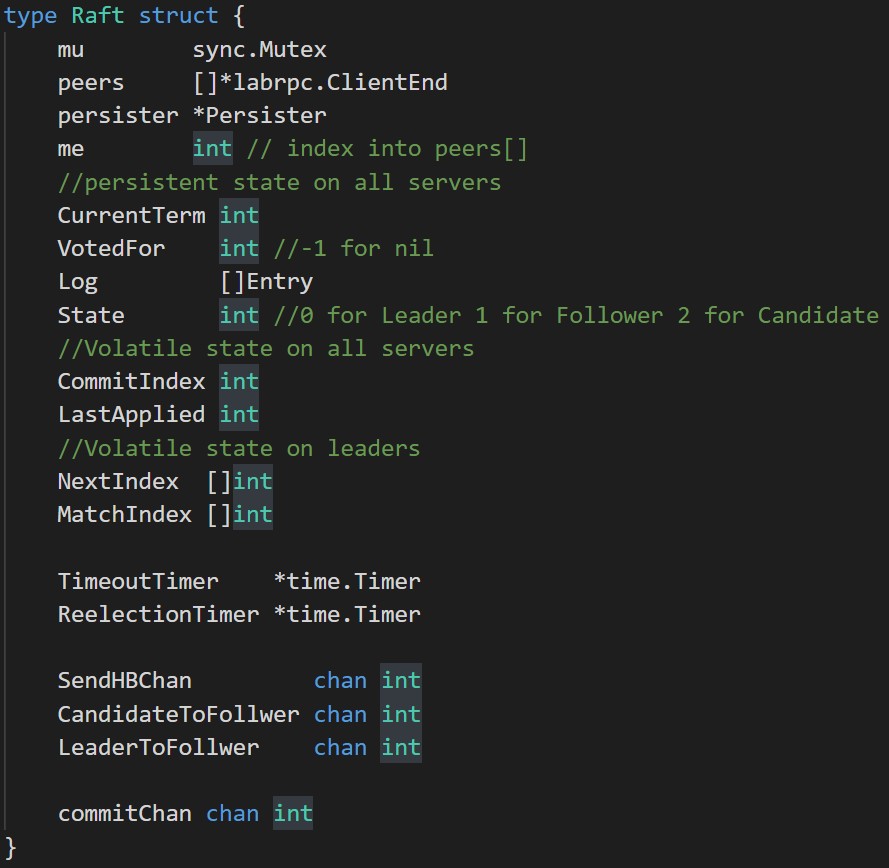 type Raft struct {
mu        sync.Mutex
peers     []*labrpc.ClientEnd
persister *Persister
me        int // index into peers[]
//persistent state on all servers
CurrentTerm int
VotedFor    int //-1 for nil
Log         []Entry
State       int //0 for Leader 1 for Follower 2 for Candidate
//Volatile state on all servers
CommitIndex int
LastApplied int
//Volatile state on leaders
NextIndex  []int
MatchIndex []int
TimeoutTimer    *time.Timer
ReelectionTimer *time.Timer
SendHBChan         chan int
CandidateToFollwer chan int
LeaderToFollwer    chan int
commitChan chan int
}